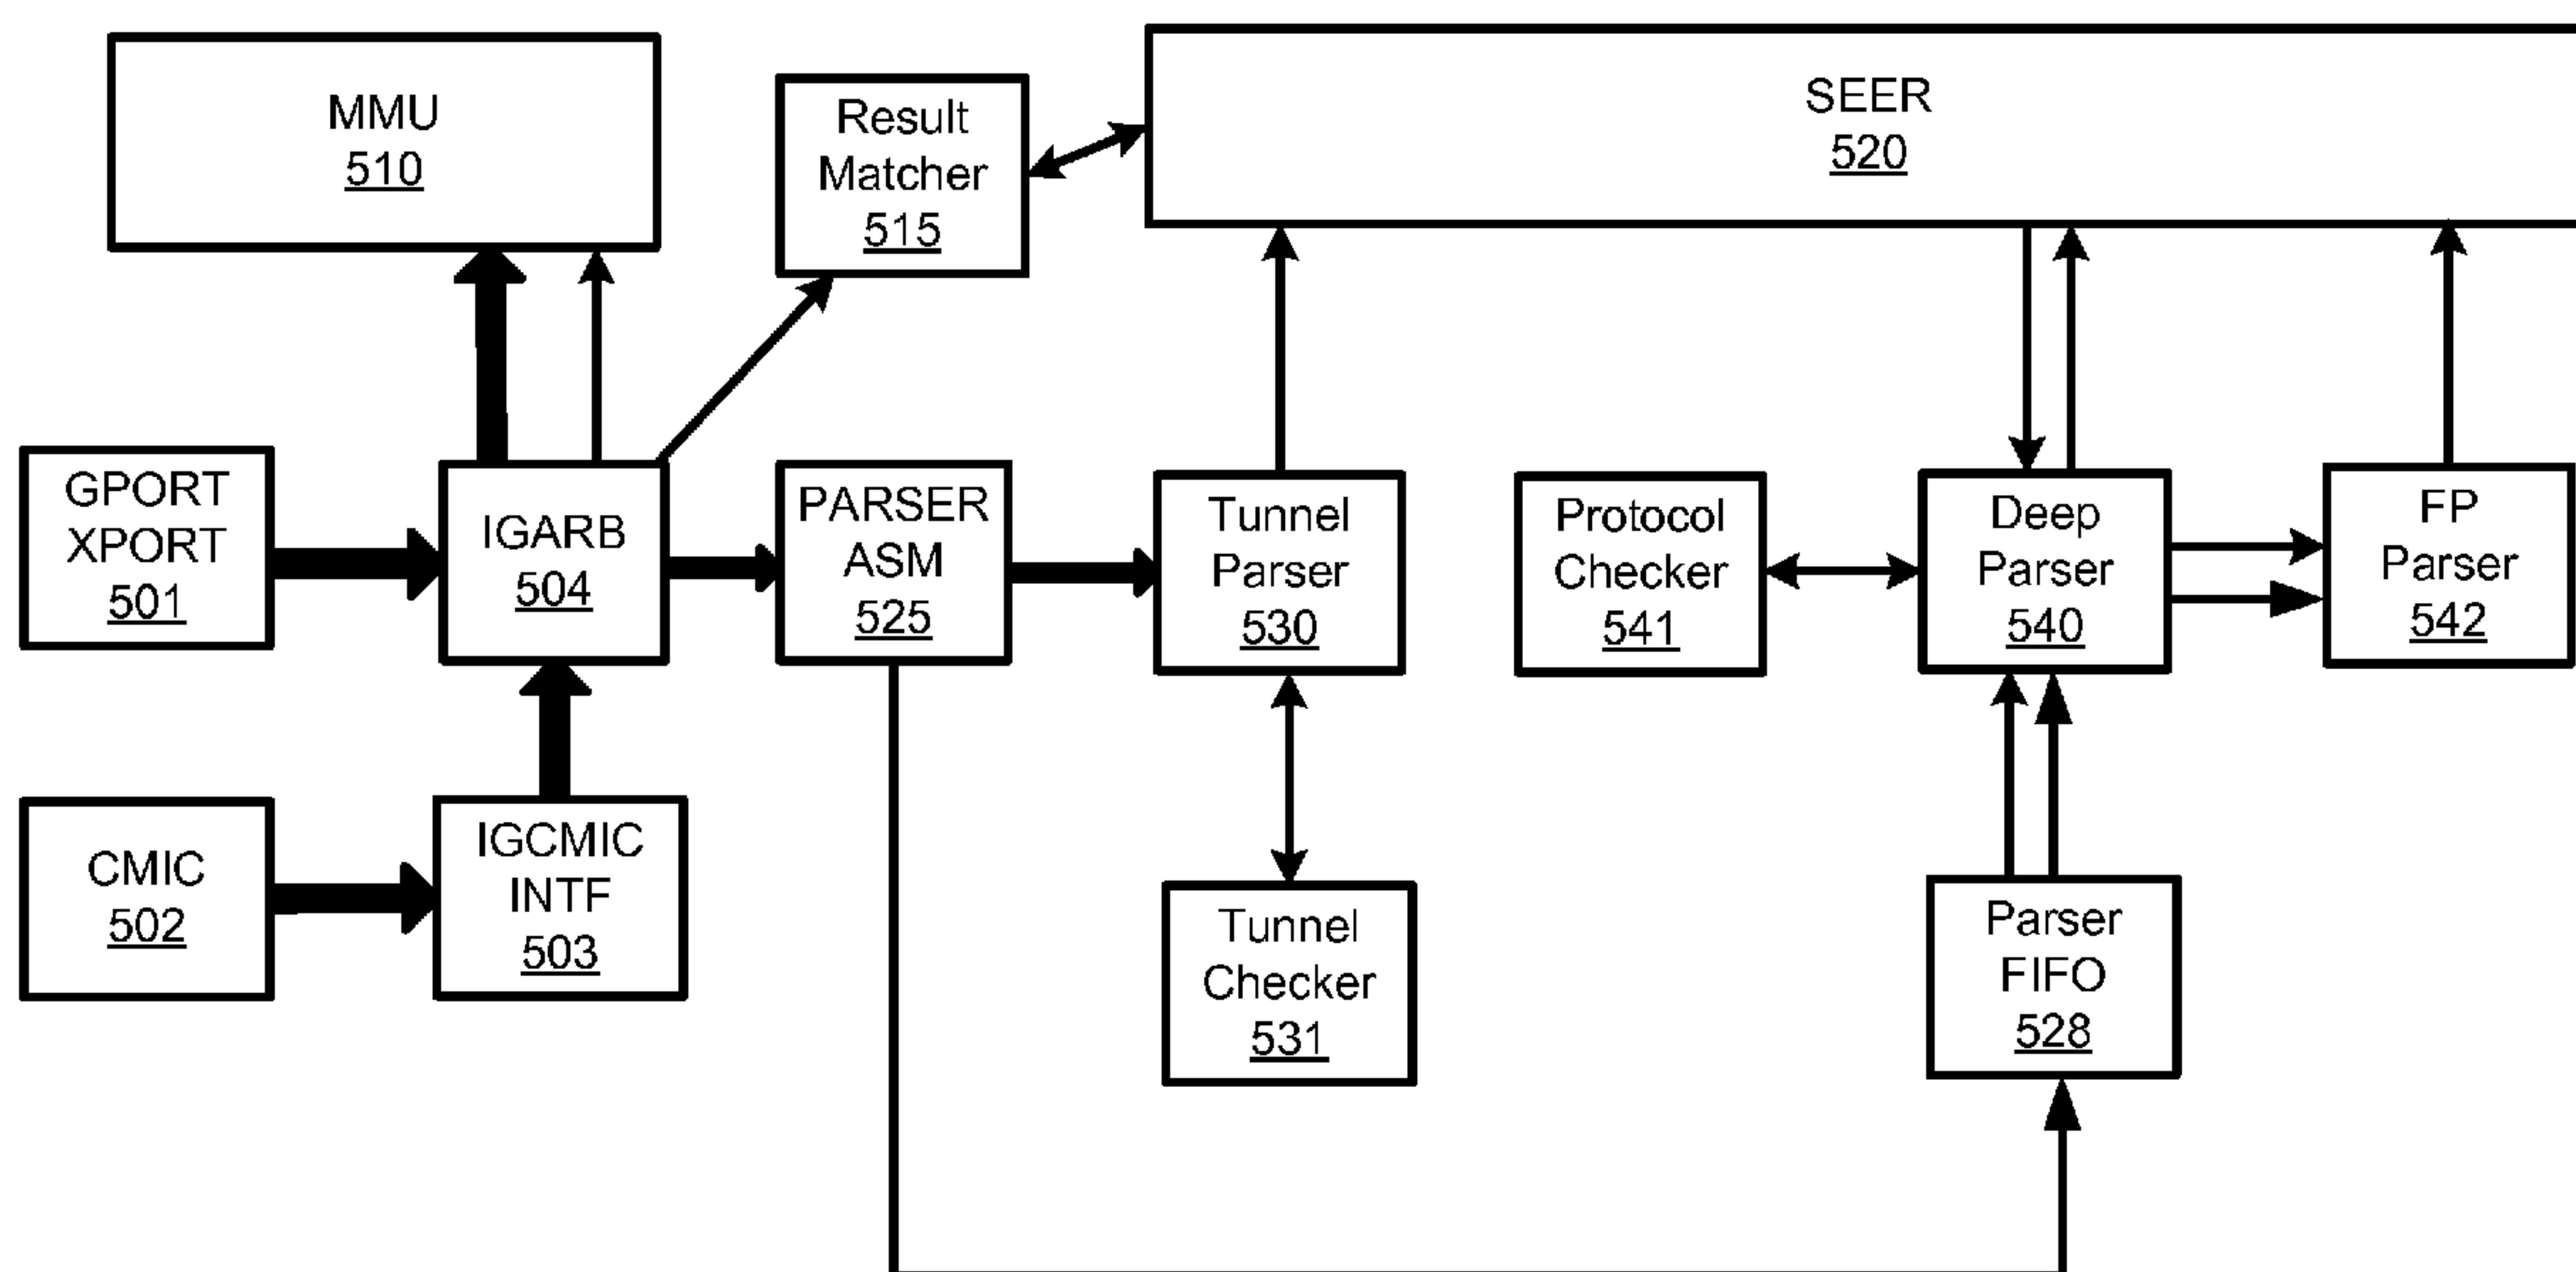 MMU
510
Result
Matcher
515
SEER
520
GPORT
XPORT
501
IGARB
504
PARSER
ASM
525
Tunnel
Parser
530
Protocol
Checker
541
Deep
Parser
540
FP
Parser
542
CMIC
502
IGCMIC
INTF
503
Tunnel
Checker
531
Parser
FIFO
528